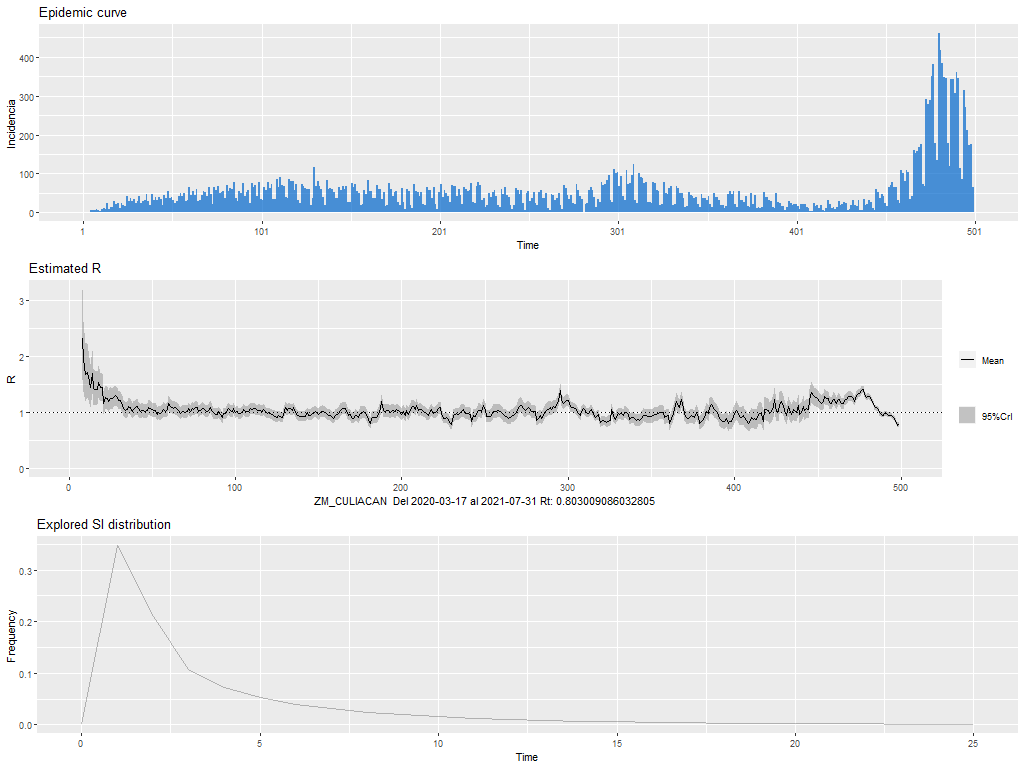 Epidemic curve
Incidencia
400
300
200
100
0
1
101
201
301
401
501
Time
Estimated R
R
3
2
1
0
0
100
200
300
400
500
Mean
95%CrI
ZM_CULIACAN Del 2020-03-17 al 2021-07-31 Rt: 0.803009086032805
Explored SI distribution
Frequency
0.3
0.2
0.1
0.0
0
5
10
15
20
25
Time